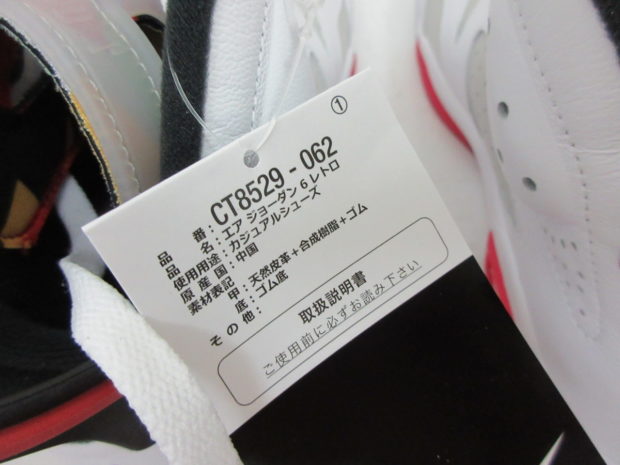 ①
品番：CT8529-062
品名：エア ジョーダン 6 レトロ
使用用途：カジュアルシューズ
原産国：中国
素材表記
甲：天然皮革+合成樹脂+ゴム
底：ゴム底
その他：
取扱説明書
ご使用前に必ずお読み下さい